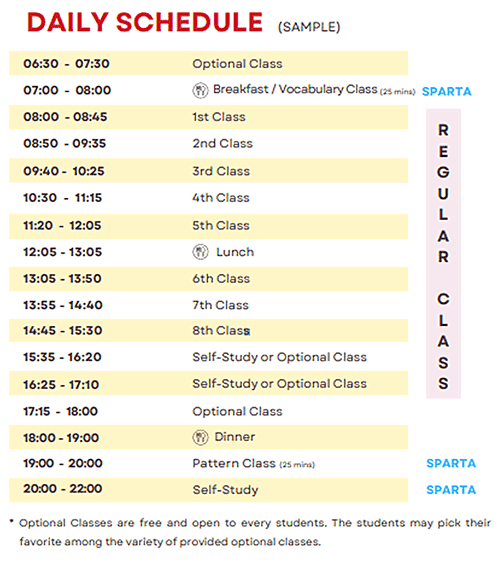 DAILY SCHEDULE (SAMPLE)
06:30 - 07:30 Optional Class
07:00 - 08:00 Breakfast / Vocabulary Class (25 mins) SPARTA
08:00 - 08:45 1st Class
08:50 - 09:35 2nd Class
09:40 - 10:25 3rd Class
10:30 - 11:15 4th Class
11:20 - 12:05 5th Class
12:05 - 13:05 Lunch
13:05 - 13:50 6th Class
13:55 - 14:40 7th Class
14:45 - 15:30 8th Class
15:35 - 16:20 Self-Study or Optional Class
16:25 - 17:10 Self-Study or Optional Class
REGULAR CLASS
17:15 - 18:00 Optional Class
18:00 - 19:00 Dinner
19:00 - 20:00 Pattern Class (25 mins) SPARTA
20:00 - 22:00 Self-Study SPARTA
* Optional Classes are free and open to every students. The students may pick their
favorite among the variety of provided optional classes.